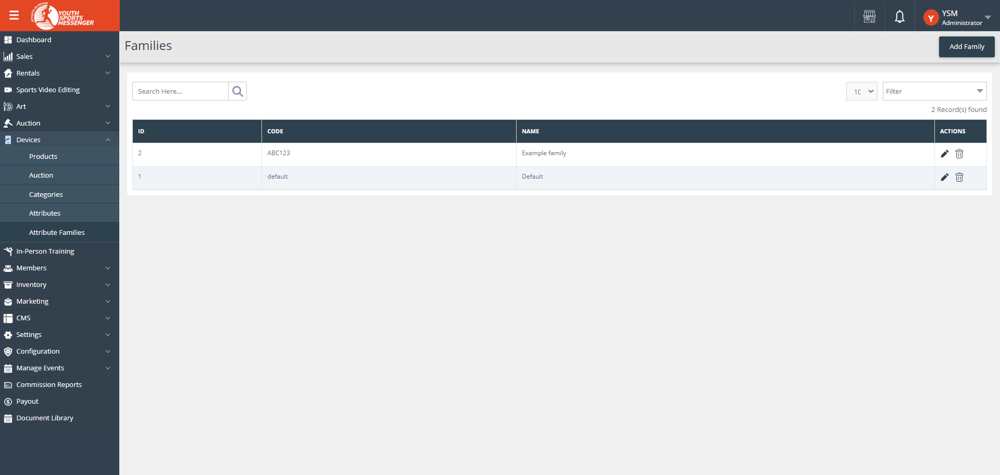 ATHLETE IQ DEVICE
YOUTH
SPORTS
MESSENGER
Y
YSM
Administrator
Dashboard
Sales
Rentals
Sports Video Editing
Art
Auction
Devices
Products
Auction
Categories
Attributes
Attribute Families
In-Person Training
Members
Inventory
Marketing
CMS
Settings
Configuration
Manage Events
Commission Reports
Payout
Document Library
Families
Add Family
Search Here...
10
Filter
2 Record(s) found
ID CODE NAME ACTIONS
2 ABC123 Example family
1 default Default